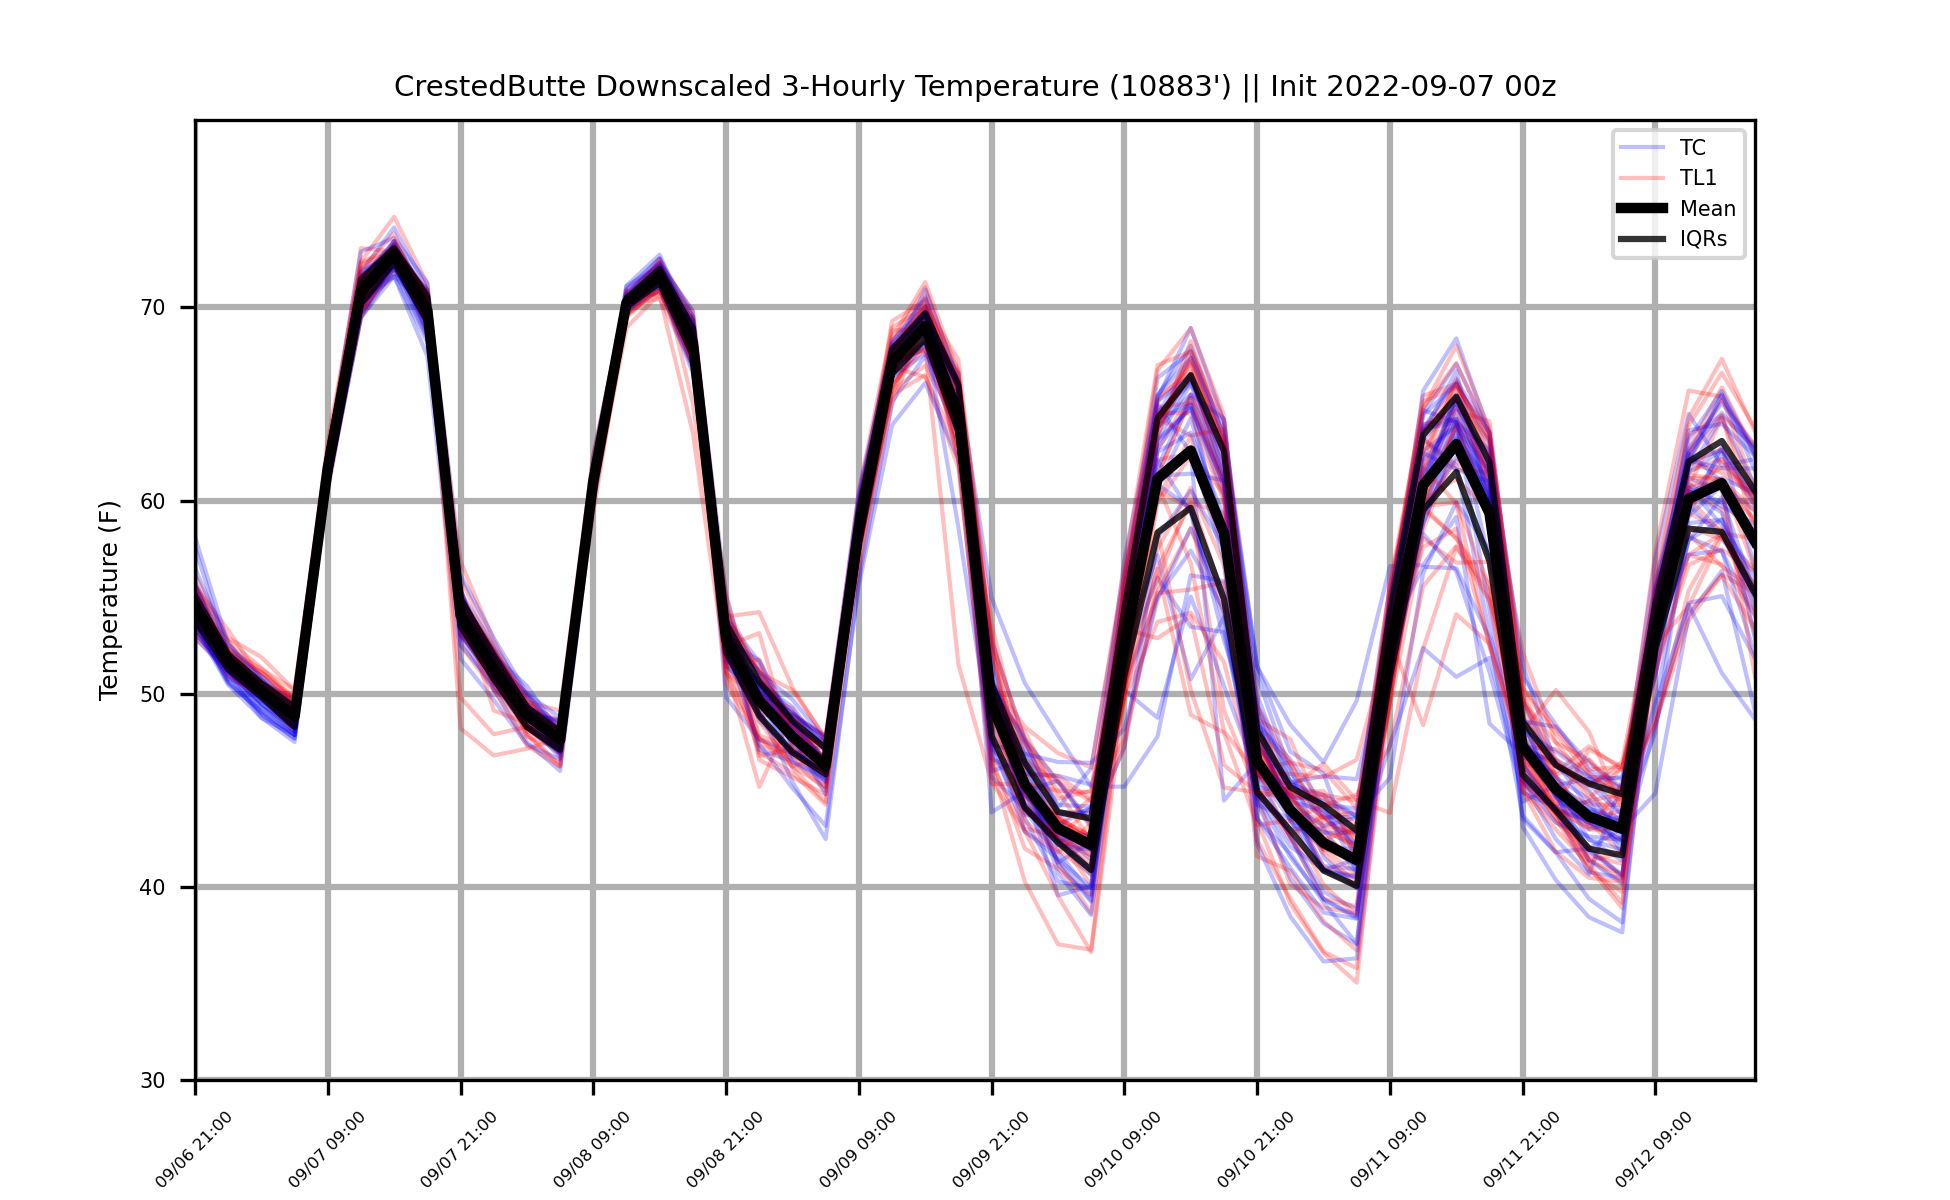 CrestedButte Downscaled 3-Hourly Temperature (10883') || Init 2022-09-07 00z
TC
TL1
Mean
IQRs
Temperature (F)
70
60
50
40
30
09/06 21:00
09/07 09:00
09/07 21:00
09/08 09:00
09/08 21:00
09/09 09:00
09/09 21:00
09/10 09:00
09/10 21:00
09/11 09:00
09/11 21:00
09/12 09:00